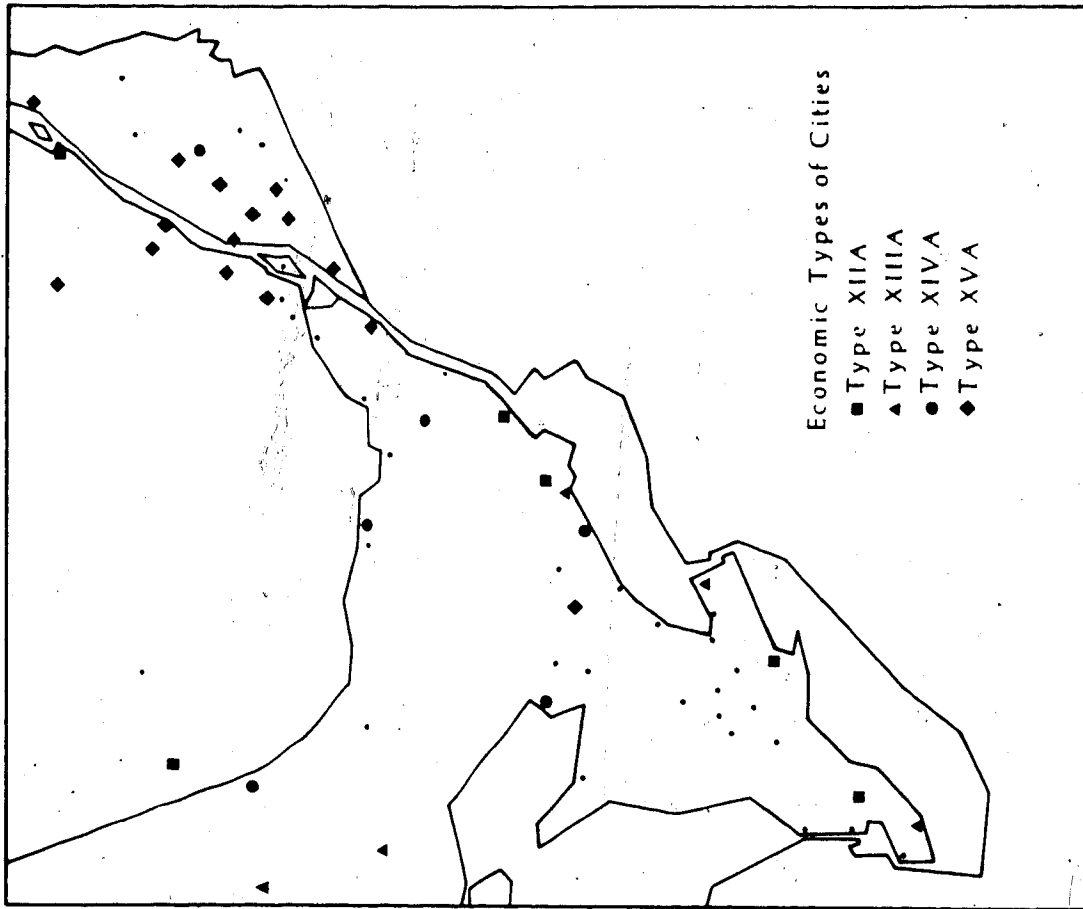 Economic Types of Cities
Type XIIA
Type XIIIA
Type XIVA
Type XVA